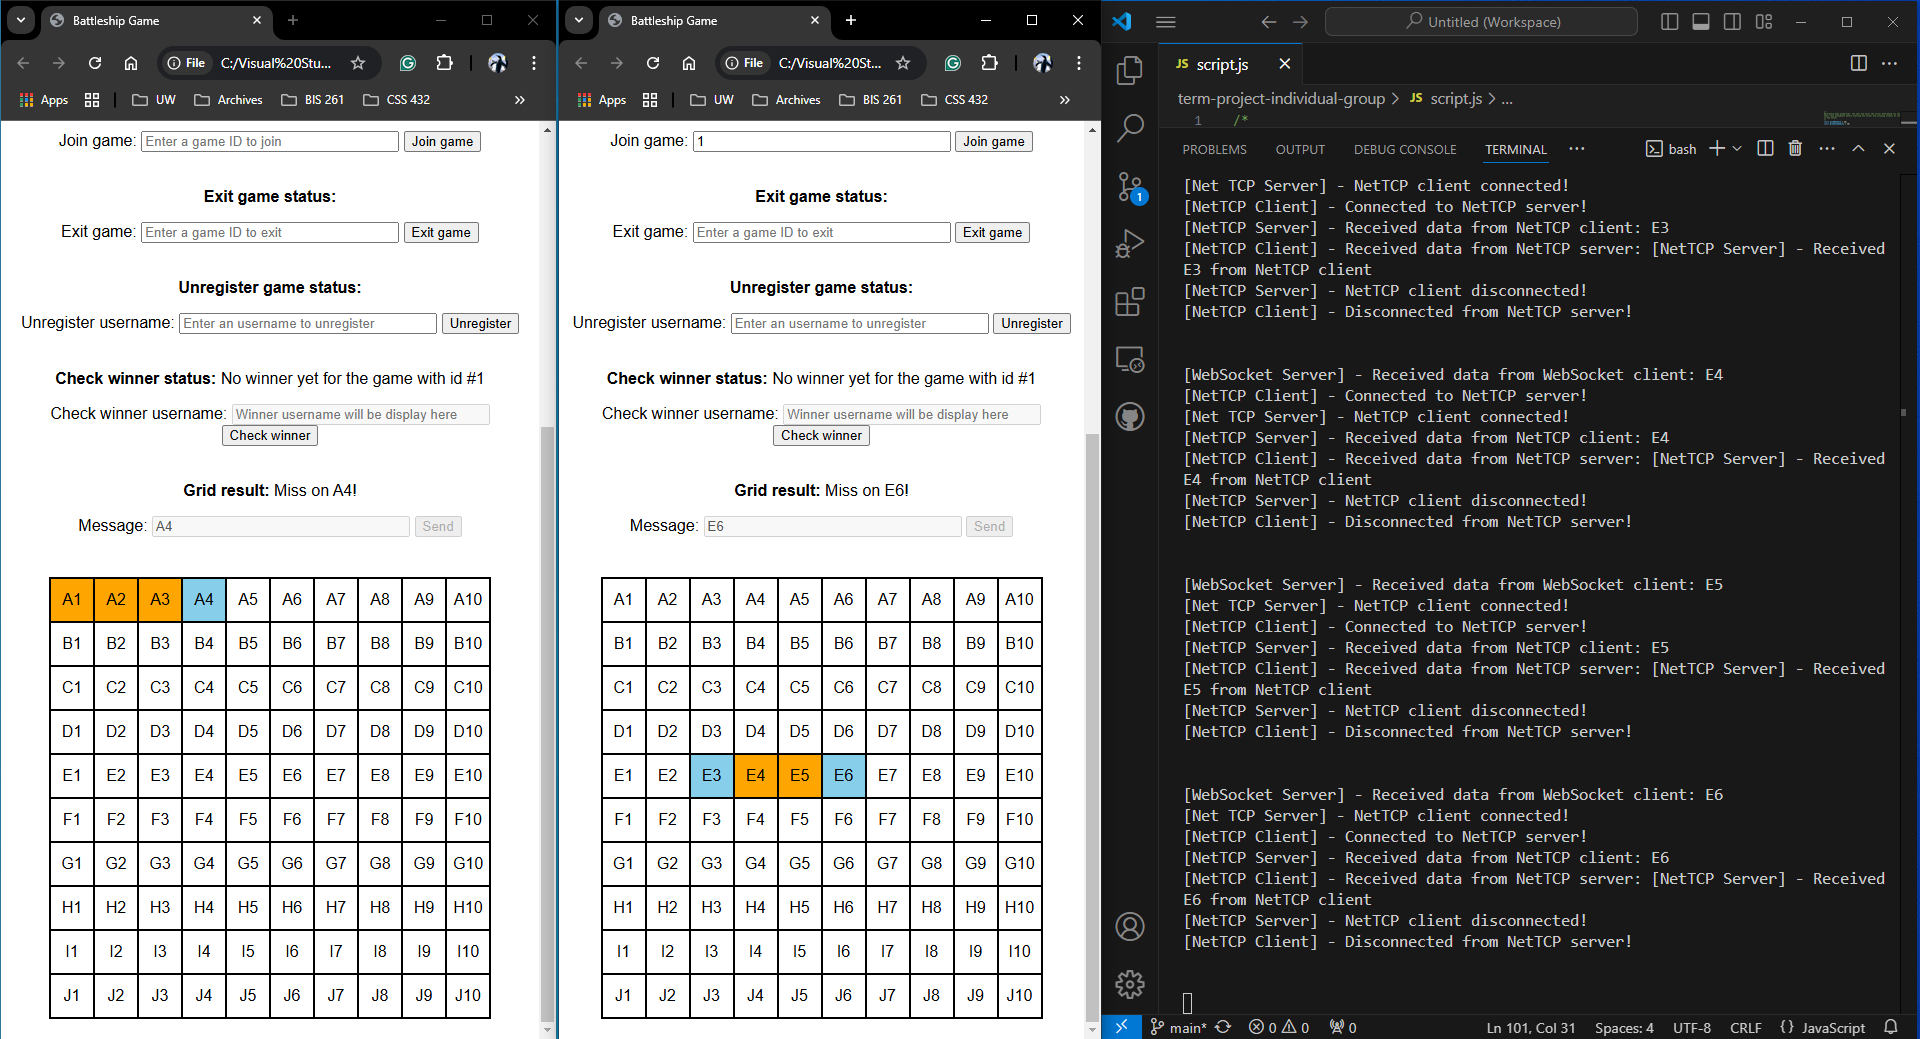 Battleship Game
File C:/Visual%20Stu...
Apps UW Archives BIS 261 CSS 432 »
Join game: Enter a game ID to join Join game
Exit game status:
Exit game: Enter a game ID to exit Exit game
Unregister game status:
Unregister username: Enter an username to unregister Unregister
Check winner status: No winner yet for the game with id #1
Check winner username: Winner username will be display here
Check winner
Grid result: Miss on A4!
Message: A4 Send
A1 A2 A3 A4 A5 A6 A7 A8 A9 A10
B1 B2 B3 B4 B5 B6 B7 B8 B9 B10
C1 C2 C3 C4 C5 C6 C7 C8 C9 C10
D1 D2 D3 D4 D5 D6 D7 D8 D9 D10
E1 E2 E3 E4 E5 E6 E7 E8 E9 E10
F1 F2 F3 F4 F5 F6 F7 F8 F9 F10
G1 G2 G3 G4 G5 G6 G7 G8 G9 G10
H1 H2 H3 H4 H5 H6 H7 H8 H9 H10
I1 I2 I3 I4 I5 I6 I7 I8 I9 I10
J1 J2 J3 J4 J5 J6 J7 J8 J9 J10
Battleship Game
File C:/Visual%20St...
Apps UW Archives BIS 261 CSS 432 »
Join game: 1 Join game
Exit game status:
Exit game: Enter a game ID to exit Exit game
Unregister game status:
Unregister username: Enter an username to unregister Unregister
Check winner status: No winner yet for the game with id #1
Check winner username: Winner username will be display here
Check winner
Grid result: Miss on E6!
Message: E6 Send
A1 A2 A3 A4 A5 A6 A7 A8 A9 A10
B1 B2 B3 B4 B5 B6 B7 B8 B9 B10
C1 C2 C3 C4 C5 C6 C7 C8 C9 C10
D1 D2 D3 D4 D5 D6 D7 D8 D9 D10
E1 E2 E3 E4 E5 E6 E7 E8 E9 E10
F1 F2 F3 F4 F5 F6 F7 F8 F9 F10
G1 G2 G3 G4 G5 G6 G7 G8 G9 G10
H1 H2 H3 H4 H5 H6 H7 H8 H9 H10
I1 I2 I3 I4 I5 I6 I7 I8 I9 I10
J1 J2 J3 J4 J5 J6 J7 J8 J9 J10
Untitled (Workspace)
JS script.js
term-project-individual-group > JS script.js > ...
1 /*
PROBLEMS OUTPUT DEBUG CONSOLE TERMINAL ··· bash
1
[Net TCP Server] - NetTCP client connected!
[NetTCP Client] - Connected to NetTCP server!
[NetTCP Server] - Received data from NetTCP client: E3
[NetTCP Client] - Received data from NetTCP server: [NetTCP Server] - Received
E3 from NetTCP client
[NetTCP Server] - NetTCP client disconnected!
[NetTCP Client] - Disconnected from NetTCP server!
[WebSocket Server] - Received data from WebSocket client: E4
[NetTCP Client] - Connected to NetTCP server!
[Net TCP Server] - NetTCP client connected!
[NetTCP Server] - Received data from NetTCP client: E4
[NetTCP Client] - Received data from NetTCP server: [NetTCP Server] - Received
E4 from NetTCP client
[NetTCP Server] - NetTCP client disconnected!
[NetTCP Client] - Disconnected from NetTCP server!
[WebSocket Server] - Received data from WebSocket client: E5
[Net TCP Server] - NetTCP client connected!
[NetTCP Client] - Connected to NetTCP server!
[NetTCP Server] - Received data from NetTCP client: E5
[NetTCP Client] - Received data from NetTCP server: [NetTCP Server] - Received
E5 from NetTCP client
[NetTCP Server] - NetTCP client disconnected!
[NetTCP Client] - Disconnected from NetTCP server!
[WebSocket Server] - Received data from WebSocket client: E6
[Net TCP Server] - NetTCP client connected!
[NetTCP Client] - Connected to NetTCP server!
[NetTCP Server] - Received data from NetTCP client: E6
[NetTCP Client] - Received data from NetTCP server: [NetTCP Server] - Received
E6 from NetTCP client
[NetTCP Server] - NetTCP client disconnected!
[NetTCP Client] - Disconnected from NetTCP server!
main* 0 0 0 Ln 101, Col 31 Spaces: 4 UTF-8 CRLF {} JavaScript